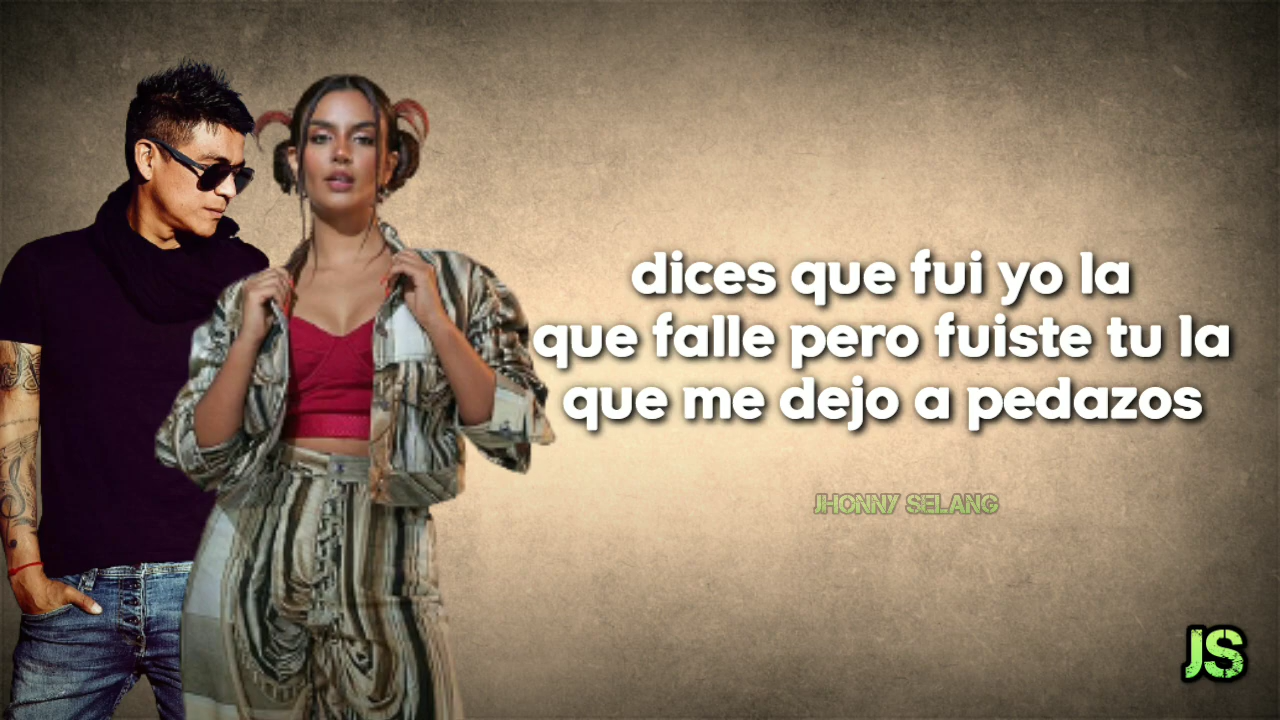 dices que fui yo la
que falle pero fuiste tu la
que me dejo a pedazos
JHONNY SELANG
JS